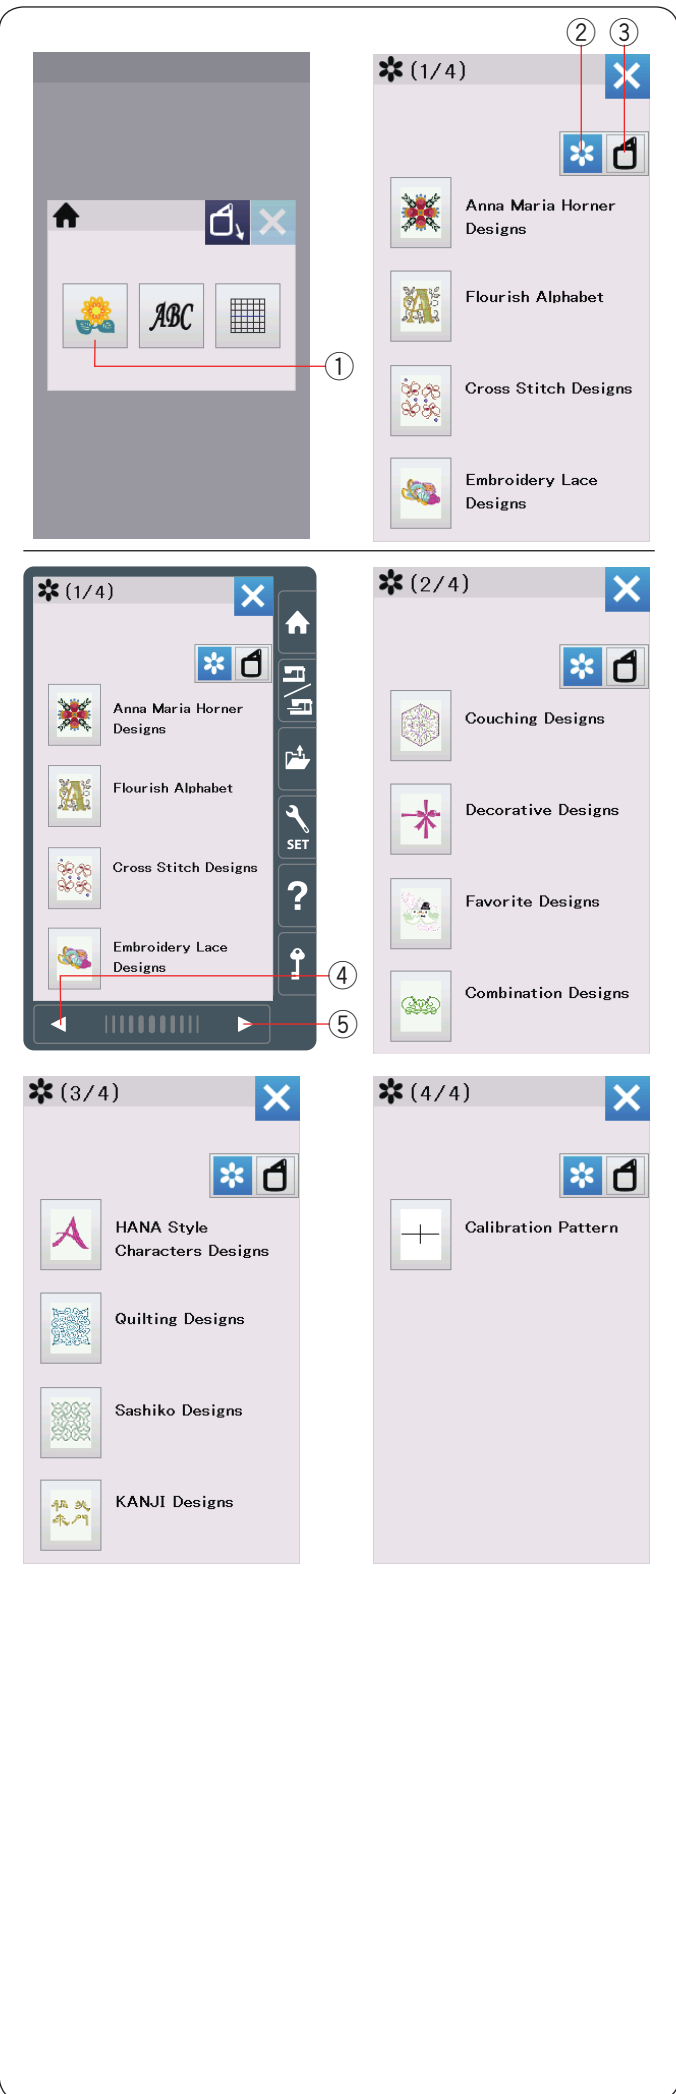 ② ③
(1/4)
ABC
①
Anna Maria Horner
Designs
Flourish Alphabet
Cross Stitch Designs
Embroidery Lace
Designs
(1/4)
Anna Maria Horner
Designs
Flourish Alphabet
Cross Stitch Designs
Embroidery Lace
Designs
SET
?
④
⑤
(2/4)
Couching Designs
Decorative Designs
Favorite Designs
Combination Designs
(3/4)
HANA Style
Characters Designs
Quilting Designs
Sashiko Designs
KANJI Designs
(4/4)
Calibration Pattern